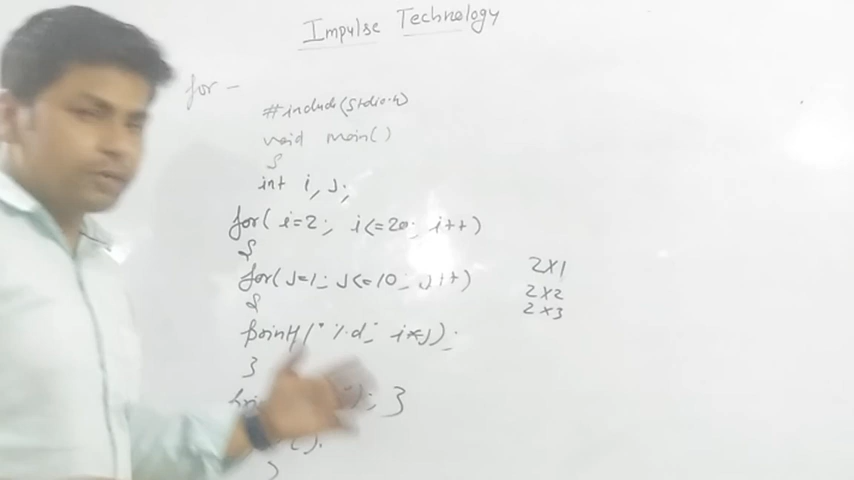 Impulse Technology
for -
#include(stdio.h)
void main()
{
int i, j;
for( i=2; i<=20; i++)
{
for(j=1; j<=10; j++)
{
printf("%d", i*j);
}
); }
();
}
2x1
2x2
2x3